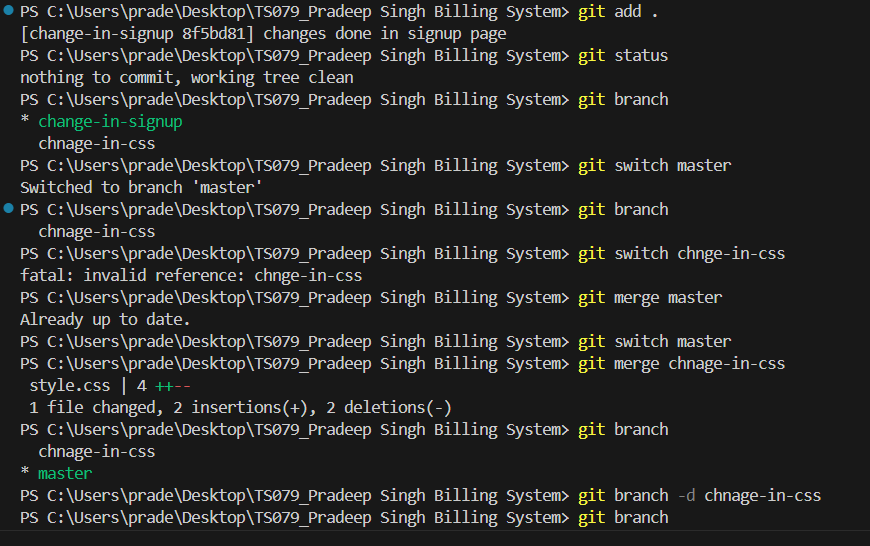 PS C:\Users\prade\Desktop\TS079_Pradeep Singh Billing System> git add .
[change-in-signup 8f5bd81] changes done in signup page
PS C:\Users\prade\Desktop\TS079_Pradeep Singh Billing System> git status
nothing to commit, working tree clean
PS C:\Users\prade\Desktop\TS079_Pradeep Singh Billing System> git branch
* change-in-signup
chnage-in-css
PS C:\Users\prade\Desktop\TS079_Pradeep Singh Billing System> git switch master
Switched to branch 'master'
PS C:\Users\prade\Desktop\TS079_Pradeep Singh Billing System> git branch
chnage-in-css
PS C:\Users\prade\Desktop\TS079_Pradeep Singh Billing System> git switch chnge-in-css
fatal: invalid reference: chnge-in-css
PS C:\Users\prade\Desktop\TS079_Pradeep Singh Billing System> git merge master
Already up to date.
PS C:\Users\prade\Desktop\TS079_Pradeep Singh Billing System> git switch master
PS C:\Users\prade\Desktop\TS079_Pradeep Singh Billing System> git merge chnage-in-css
style.css | 4 ++--
1 file changed, 2 insertions(+), 2 deletions(-)
PS C:\Users\prade\Desktop\TS079_Pradeep Singh Billing System> git branch
chnage-in-css
* master
PS C:\Users\prade\Desktop\TS079_Pradeep Singh Billing System> git branch -d chnage-in-css
PS C:\Users\prade\Desktop\TS079_Pradeep Singh Billing System> git branch